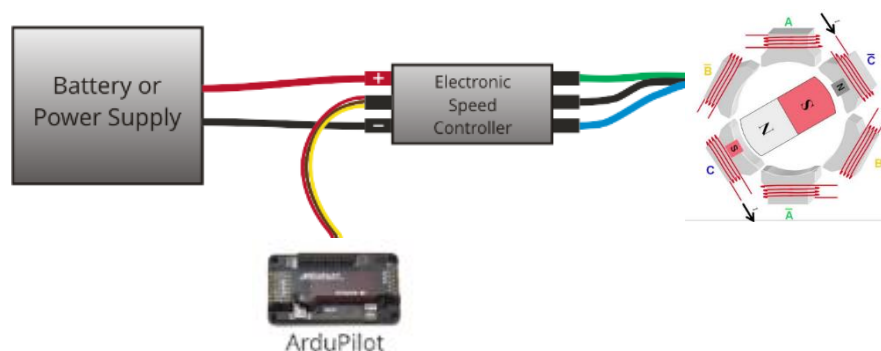 Battery or
Power Supply
+
−
Electronic
Speed
Controller
A
B̅
C̅
N
S
N
S
C
B
A̅
ArduPilot